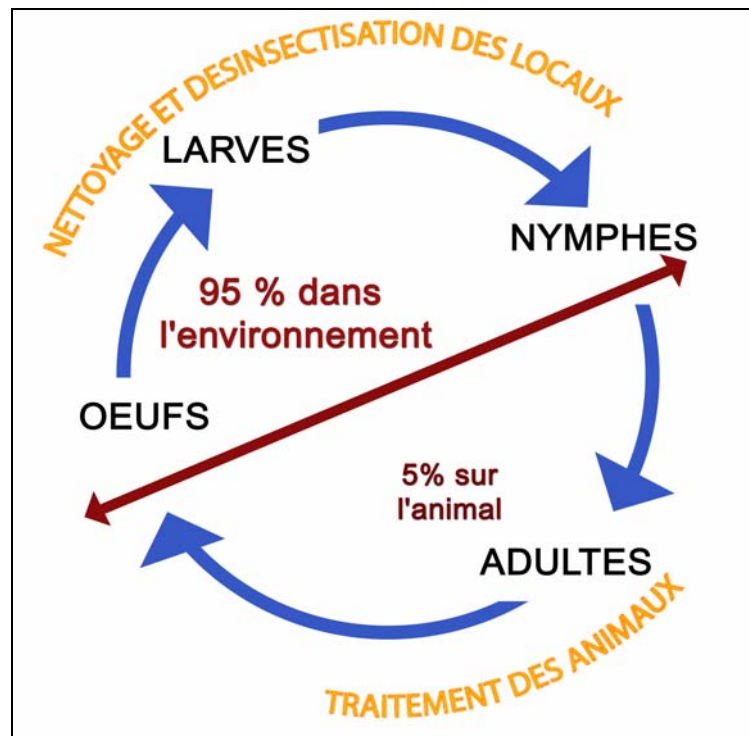 NETTOYAGE ET DESINSECTISATION DES LOCAUX
LARVES
NYMPHES
95 % dans
l'environnement
OEUFS
5% sur
l'animal
ADULTES
TRAITEMENT DES ANIMAUX